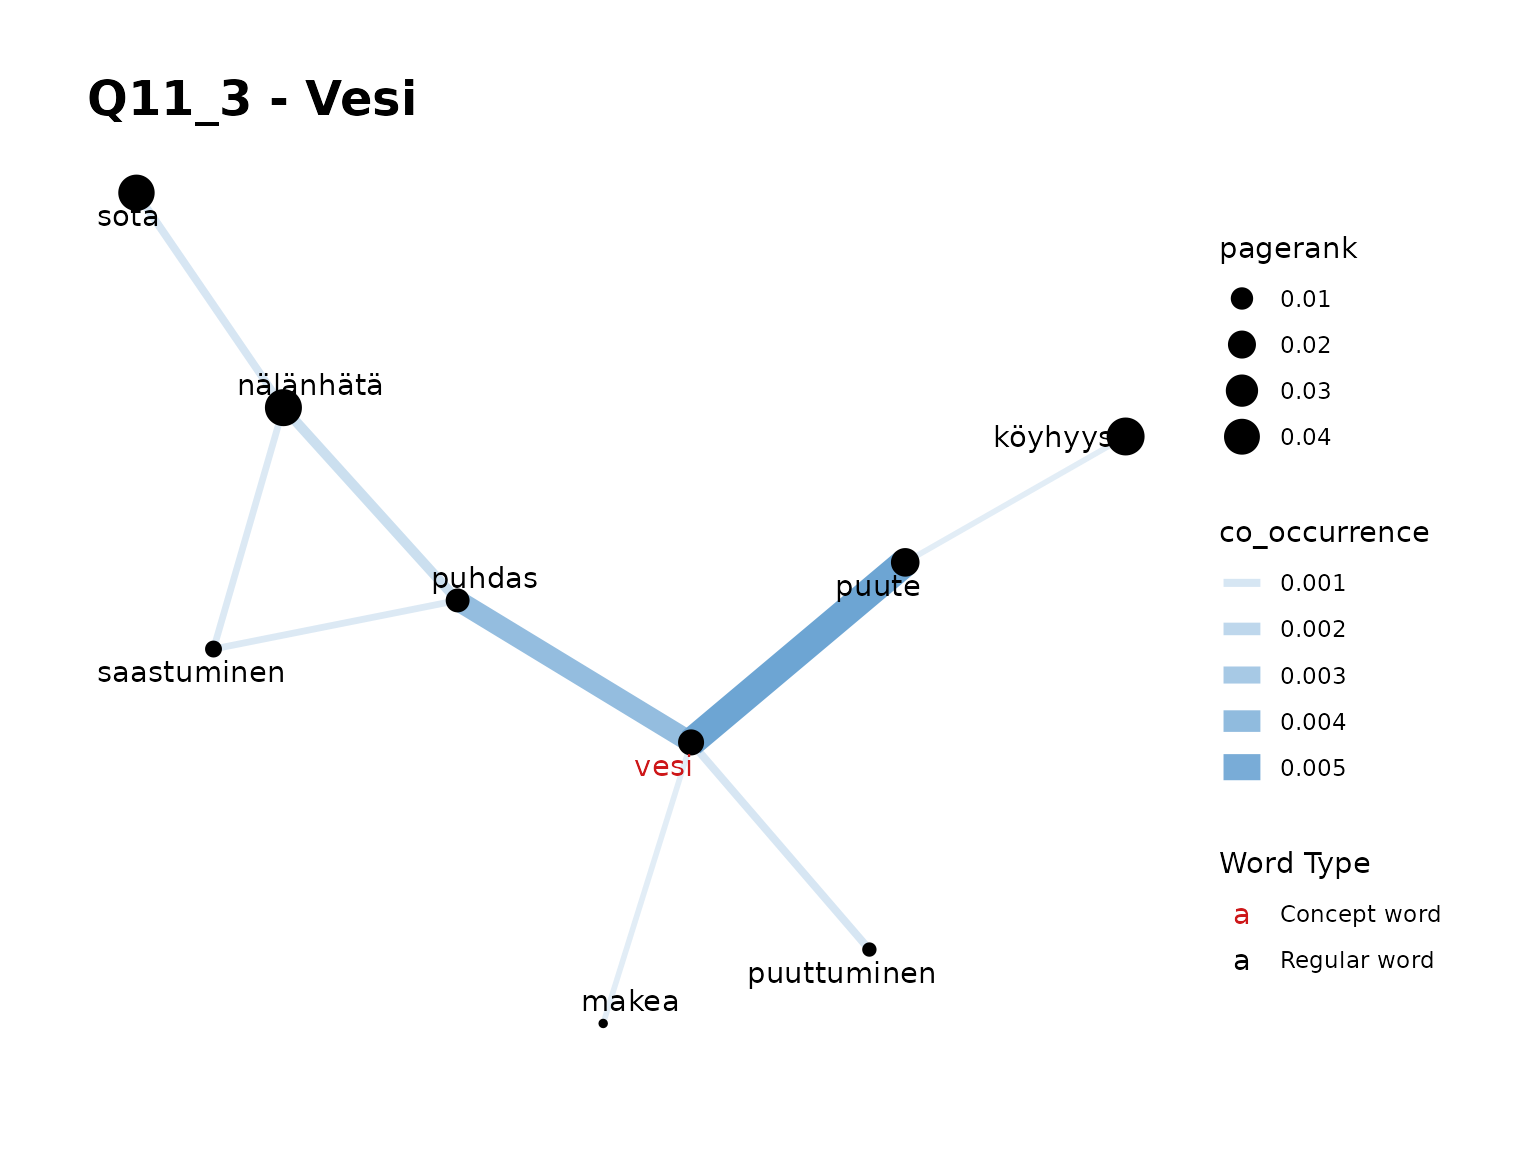 Q11_3 - Vesi
sota
nälänhätä
köyhyys
puhdas
puute
saastuminen
vesi
puuttuminen
makea
pagerank
0.01
0.02
0.03
0.04
co_occurrence
0.001
0.002
0.003
0.004
0.005
Word Type
a Concept word
a Regular word